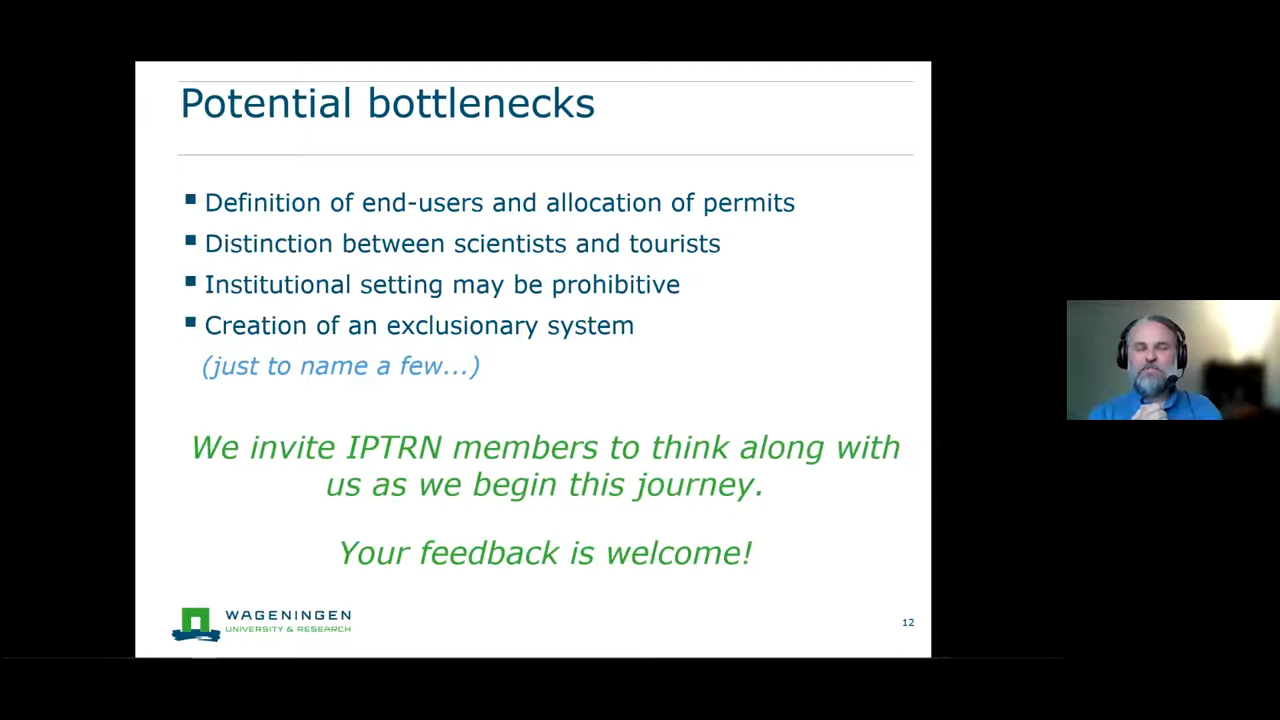 Potential bottlenecks
▪ Definition of end-users and allocation of permits
▪ Distinction between scientists and tourists
▪ Institutional setting may be prohibitive
▪ Creation of an exclusionary system
(just to name a few...)
We invite IPTRN members to think along with
us as we begin this journey.
Your feedback is welcome!
WAGENINGEN
UNIVERSITY & RESEARCH
12